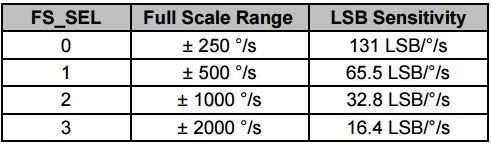 FS_SEL Full Scale Range LSB Sensitivity
0 ± 250 °/s 131 LSB/°/s
1 ± 500 °/s 65.5 LSB/°/s
2 ± 1000 °/s 32.8 LSB/°/s
3 ± 2000 °/s 16.4 LSB/°/s